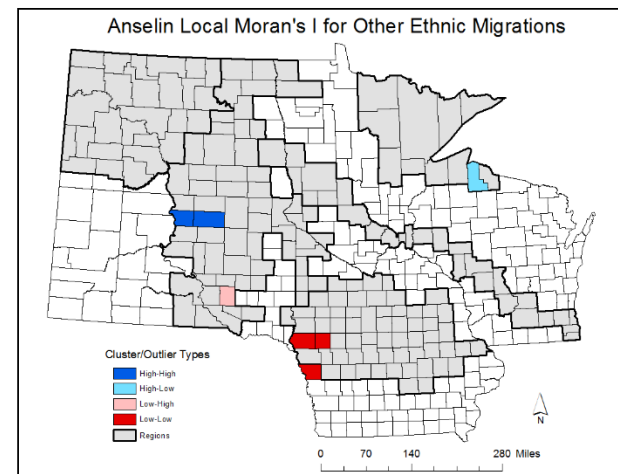 Anselin Local Moran's I for Other Ethnic Migrations
Cluster/Outlier Types
High-High
High-Low
Low-High
Low-Low
Regions
N
0 70 140 280 Miles